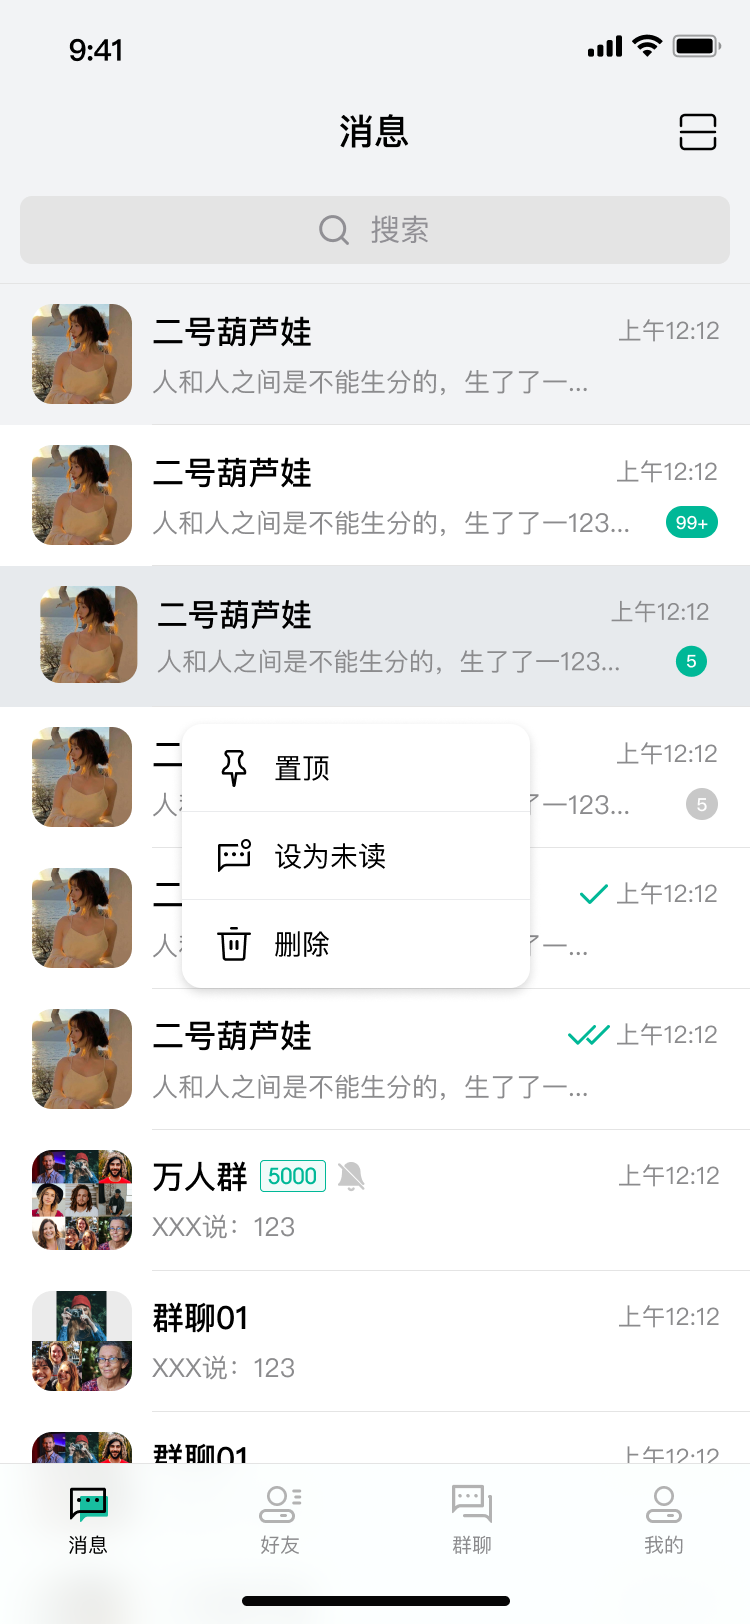 9:41
消息
搜索
二号葫芦娃 上午12:12
人和人之间是不能生分的，生了了一...
二号葫芦娃 上午12:12
人和人之间是不能生分的，生了了一123... 99+
二号葫芦娃 上午12:12
人和人之间是不能生分的，生了了一123... 5
二 上午12:12
置顶
人 了一123... 5
设为未读
二 上午12:12
删除
人 了一...
二号葫芦娃 上午12:12
人和人之间是不能生分的，生了了一...
万人群 5000 上午12:12
XXX说：123
群聊01 上午12:12
XXX说：123
群聊01 上午12:12
消息 好友 群聊 我的